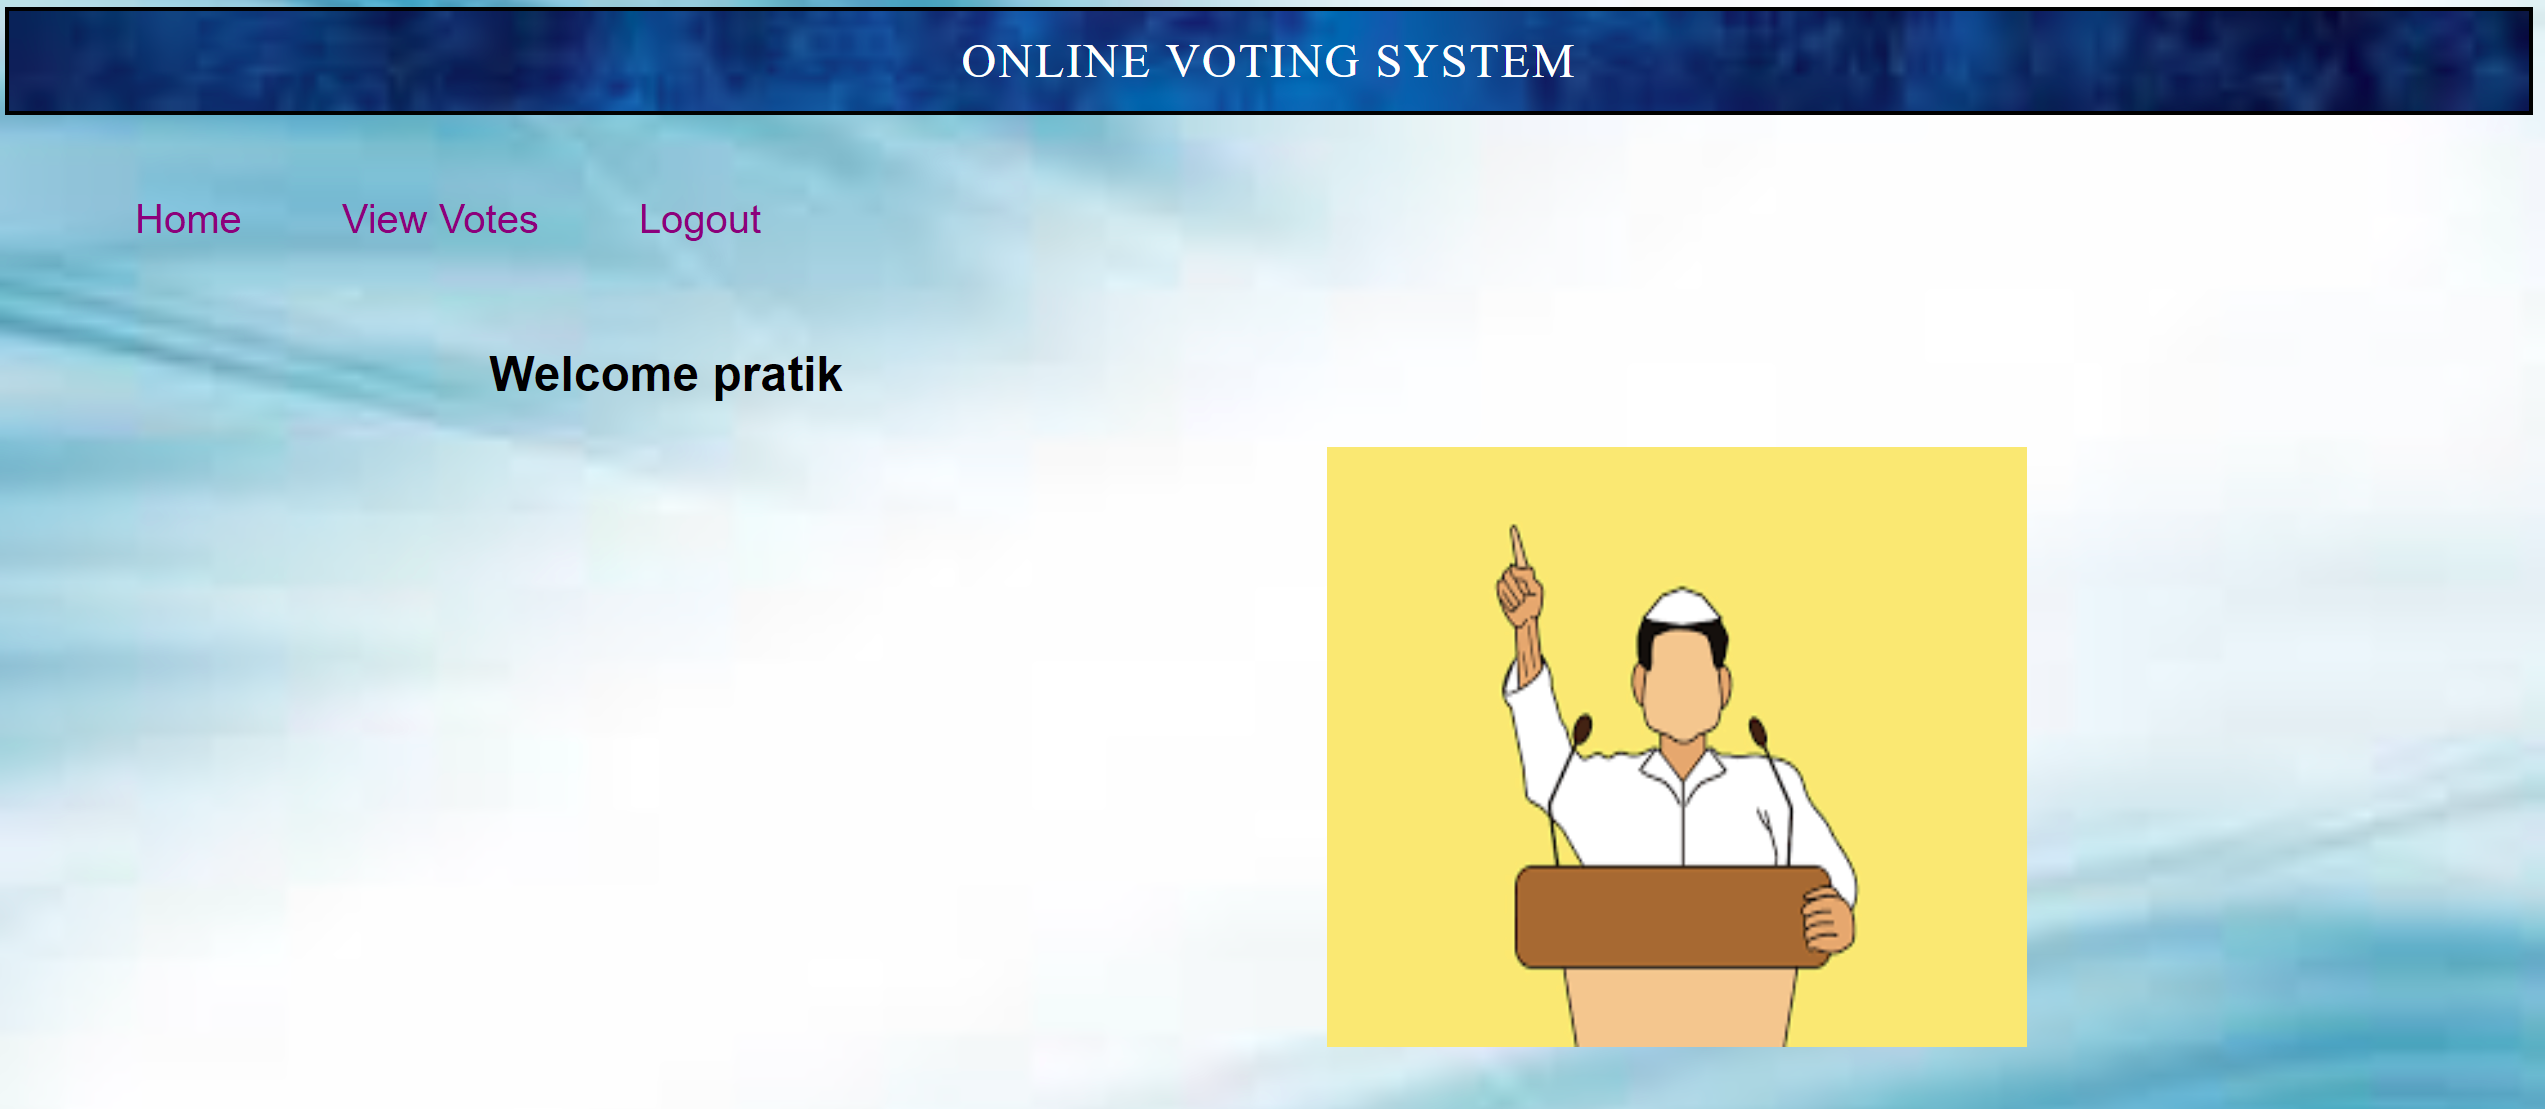 ONLINE VOTING SYSTEM
Home View Votes Logout
Welcome pratik